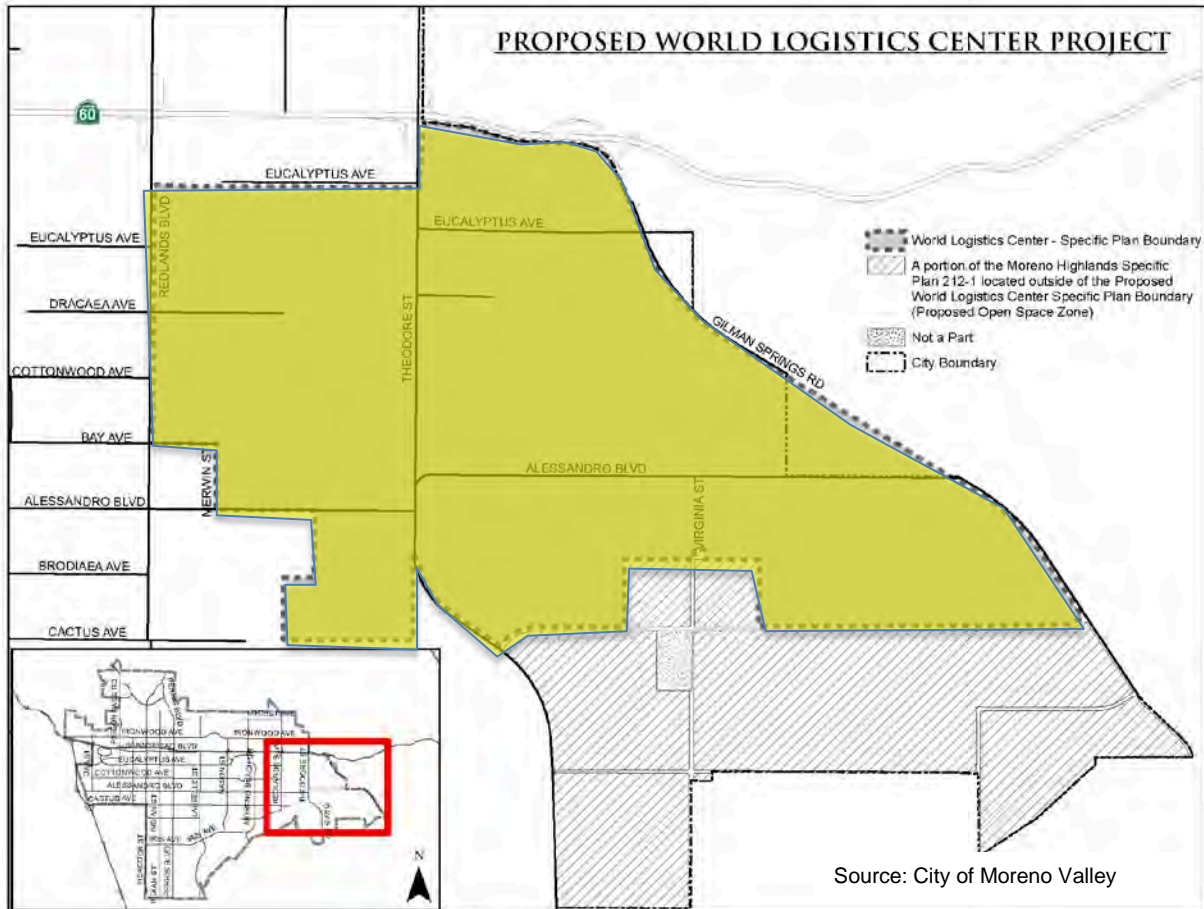 PROPOSED WORLD LOGISTICS CENTER PROJECT
60
EUCALYPTUS AVE
REDLANDS BLVD
EUCALYPTUS AVE
EUCALYPTUS AVE
World Logistics Center - Specific Plan Boundary
A portion of the Moreno Highlands Specific
Plan 212-1 located outside of the Proposed
World Logistics Center Specific Plan Boundary
(Proposed Open Space Zone)
Not a Part
City Boundary
DRACAEA AVE
THEODORE ST
GILMAN SPRINGS RD
COTTONWOOD AVE
BAY AVE
MERWIN ST
ALESSANDRO BLVD
VIRGINIA ST
ALESSANDRO BLVD
BRODIAEA AVE
CACTUS AVE
IRONWOOD AVE
IRONWOOD AVE
EUCALYPTUS AVE
COTTONWOOD AVE
ALESSANDRO BLVD
CACTUS AVE
N
Source: City of Moreno Valley